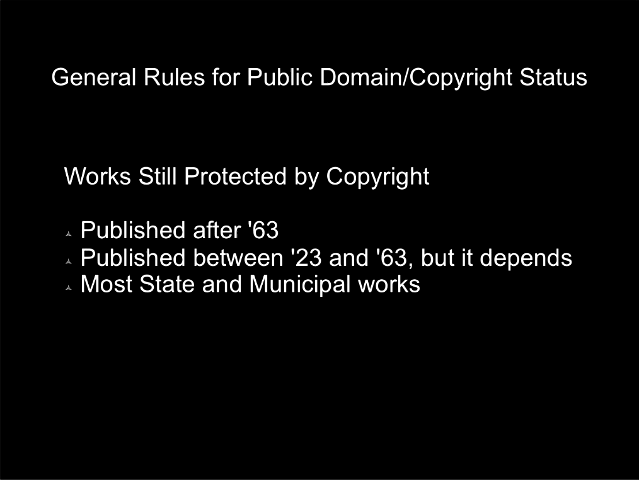 General Rules for Public Domain/Copyright Status
Works Still Protected by Copyright
Published after '63
Published between '23 and '63, but it depends
Most State and Municipal works